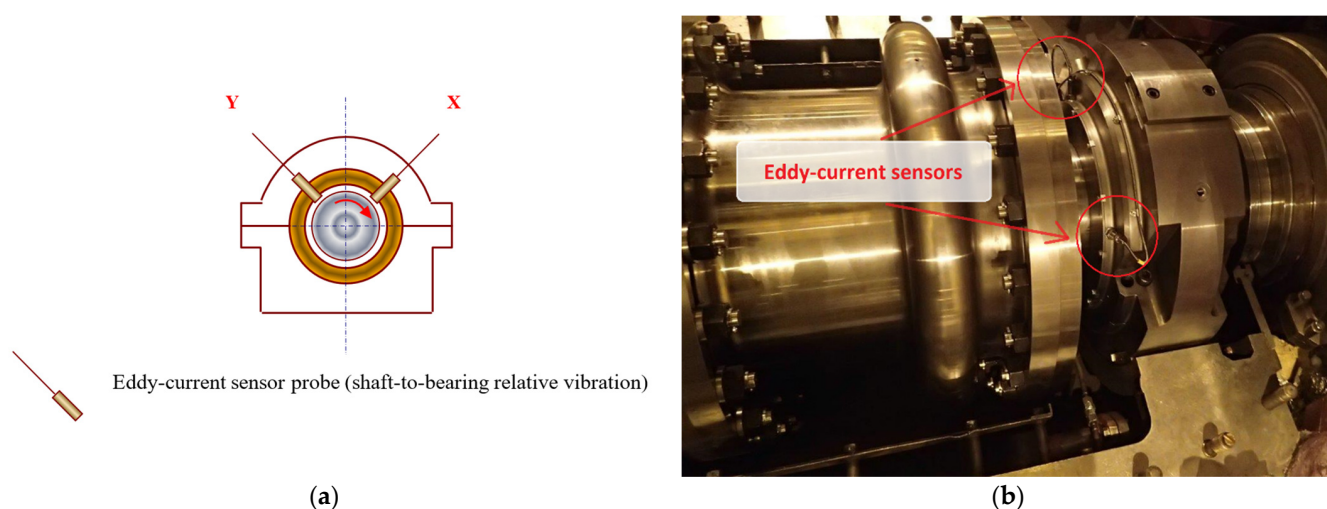 Y
X
Eddy-current sensor probe (shaft-to-bearing relative vibration)
Eddy-current sensors
(a)
(b)